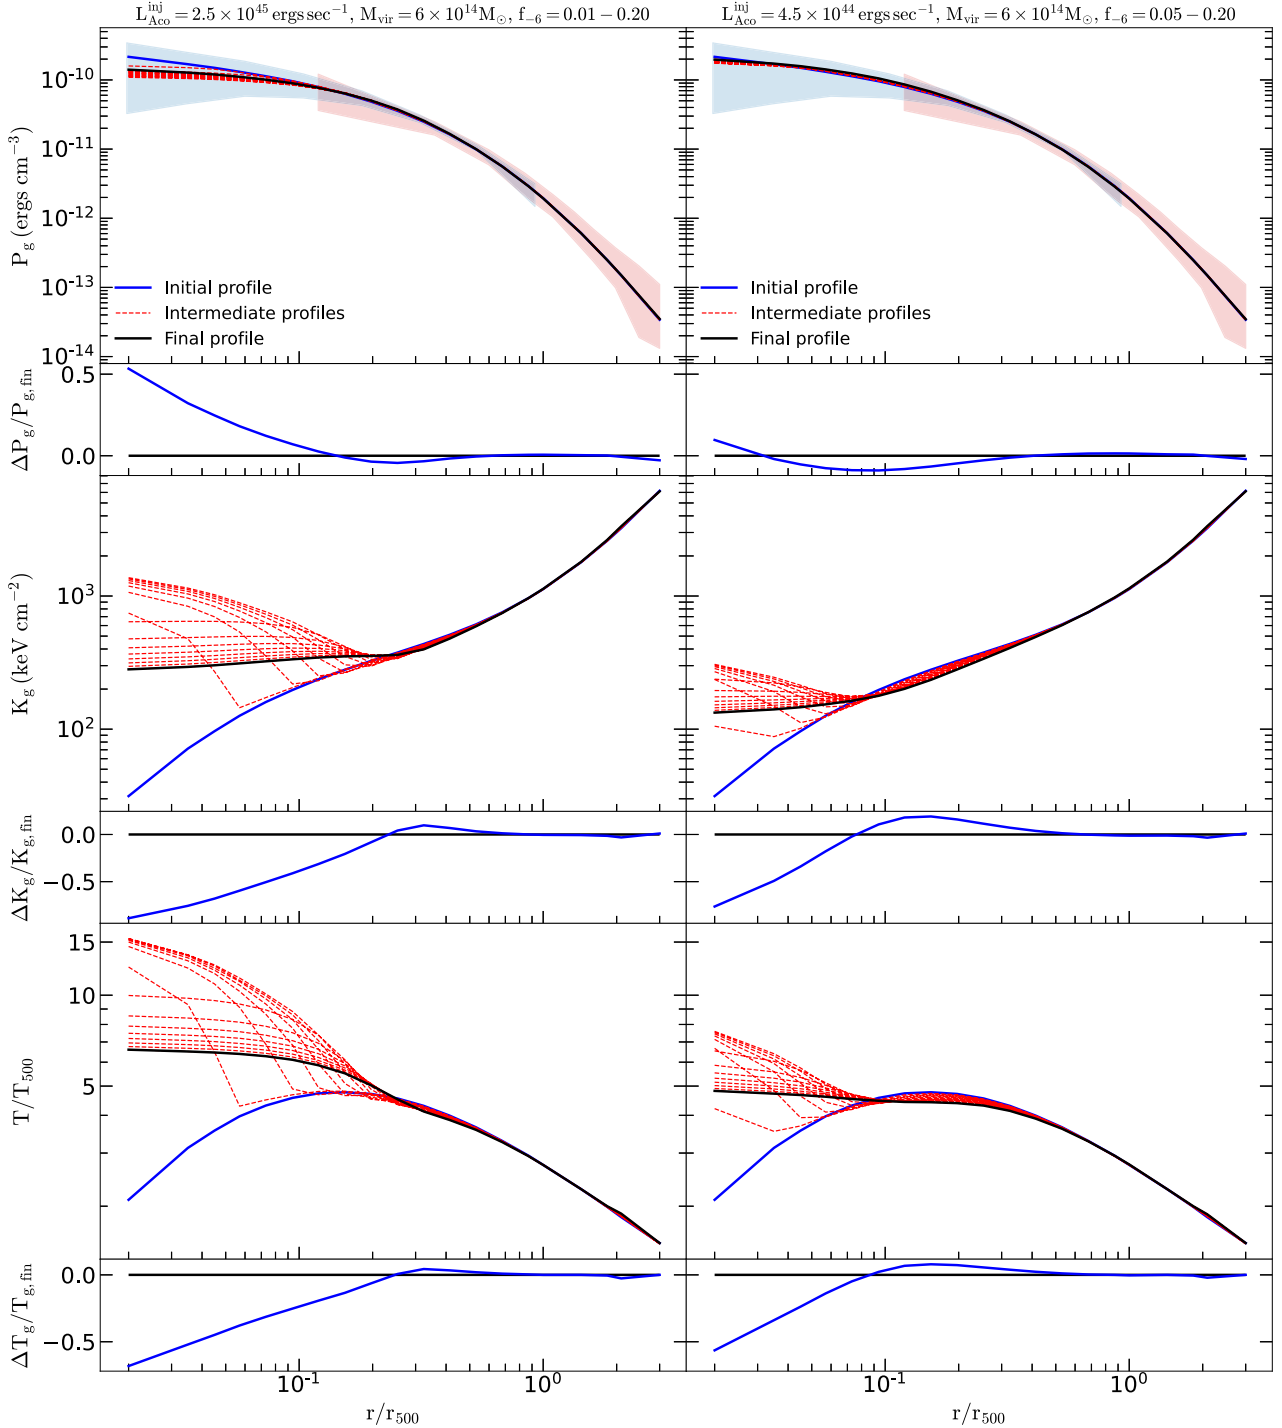 L_Aco^inj = 2.5 × 10^45 ergs sec^−1, M_vir = 6 × 10^14 M_⊙, f_−6 = 0.01 − 0.20
L_Aco^inj = 4.5 × 10^44 ergs sec^−1, M_vir = 6 × 10^14 M_⊙, f_−6 = 0.05 − 0.20
P_g (ergs cm^−3)
10^-10
10^-11
10^-12
10^-13
10^-14
Initial profile
Intermediate profiles
Final profile
Initial profile
Intermediate profiles
Final profile
ΔP_g/P_g,fin
0.5
0.0
K_g (keV cm^−2)
10^3
10^2
ΔK_g/K_g,fin
0.0
−0.5
T/T_500
15
10
5
ΔT_g/T_g,fin
0.0
−0.5
10^-1
10^0
10^-1
10^0
r/r_500
r/r_500